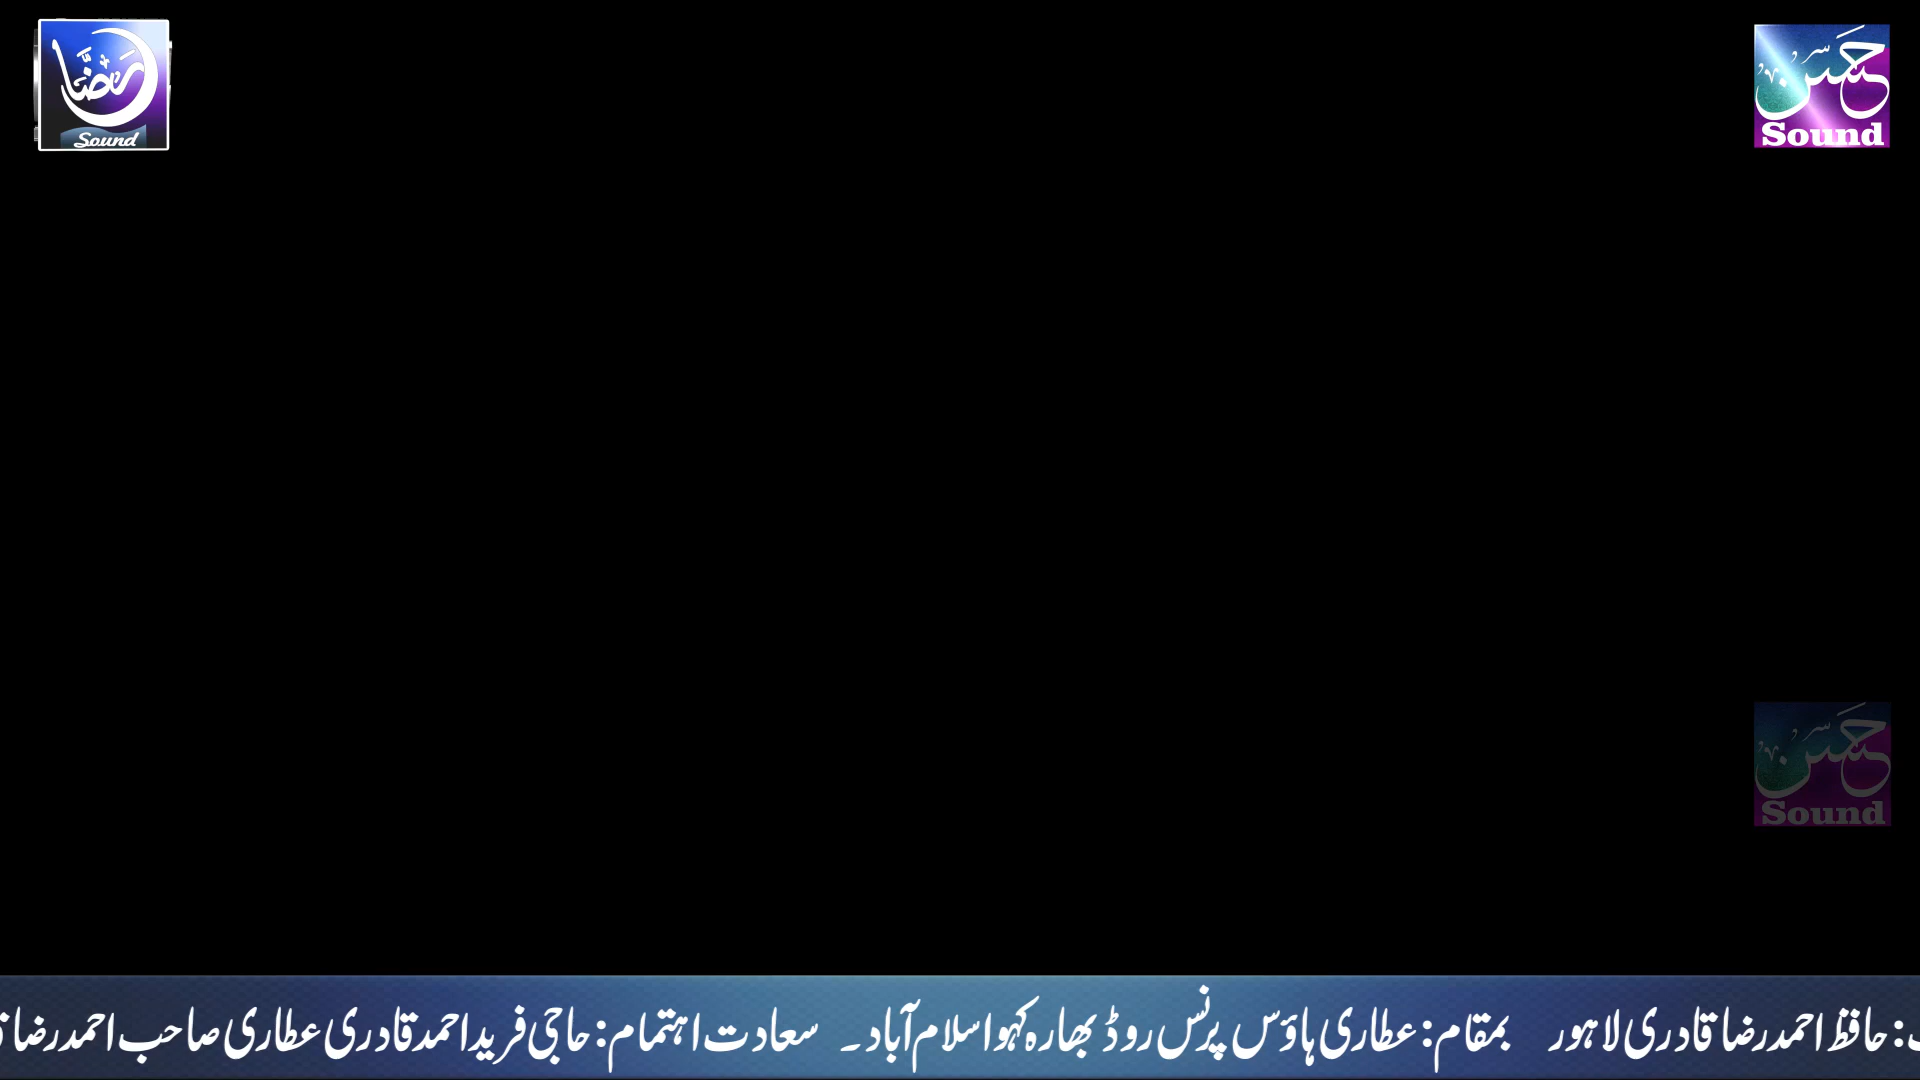 رضا
Sound
حسن
Sound
حسن
Sound
: حافظ احمد رضا قادری لاہور بمقام: عطاری ہاؤس پرنس روڈ بھارہ کہو اسلام آباد۔ سعادت اہتمام: حاجی فرید احمد قادری عطاری صاحب احمد رضا